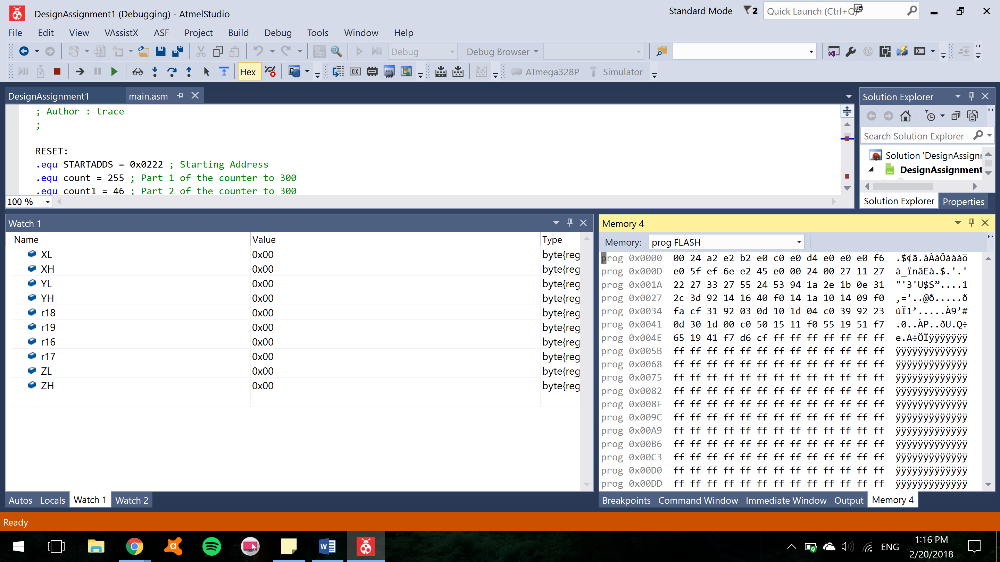 DesignAssignment1 (Debugging) - AtmelStudio
Standard Mode
2
Quick Launch (Ctrl+Q)
File Edit View VAssistX ASF Project Build Debug Tools Window Help
Debug
Debug Browser
Hex
ATmega328P
Simulator
DesignAssignment1
main.asm
; Author : trace
;
RESET:
.equ STARTADDS = 0x0222 ; Starting Address
.equ count = 255 ; Part 1 of the counter to 300
.equ count1 = 46 ; Part 2 of the counter to 300
100 %
Solution Explorer
Search Solution Explorer
Solution 'DesignAssignm
DesignAssignment
Solution Explorer Properties
Watch 1
Name Value Type
XL 0x00 byte{reg
XH 0x00 byte{reg
YL 0x00 byte{reg
YH 0x00 byte{reg
r18 0x00 byte{reg
r19 0x00 byte{reg
r16 0x00 byte{reg
r17 0x00 byte{reg
ZL 0x00 byte{reg
ZH 0x00 byte{reg
Autos Locals Watch 1 Watch 2
Memory 4
Memory: prog FLASH
prog 0x0000 00 24 a2 e2 b2 e0 c0 e0 d4 e0 e0 e0 f6 .$¢â.àÀàÔàààö
prog 0x000D e0 5f ef 6e e2 45 e0 00 24 00 27 11 27 à_ïnâEà.$.'.'
prog 0x001A 22 27 33 27 55 24 53 94 1a 2e 1b 0e 31 "'3'U$S”....1
prog 0x0027 2c 3d 92 14 16 40 f0 14 1a 10 14 09 f0 ,=’..@ð.....ð
prog 0x0034 fa cf 31 92 03 0d 10 1d 04 c0 39 92 23 úÏ1’.....À9’#
prog 0x0041 0d 30 1d 00 c0 50 15 11 f0 55 19 51 f7 .0..ÀP..ðU.Q÷
prog 0x004E 65 19 41 f7 d6 cf ff ff ff ff ff ff ff e.A÷ÖÏÿÿÿÿÿÿÿ
prog 0x005B ff ff ff ff ff ff ff ff ff ff ff ff ff ÿÿÿÿÿÿÿÿÿÿÿÿÿ
prog 0x0068 ff ff ff ff ff ff ff ff ff ff ff ff ff ÿÿÿÿÿÿÿÿÿÿÿÿÿ
prog 0x0075 ff ff ff ff ff ff ff ff ff ff ff ff ff ÿÿÿÿÿÿÿÿÿÿÿÿÿ
prog 0x0082 ff ff ff ff ff ff ff ff ff ff ff ff ff ÿÿÿÿÿÿÿÿÿÿÿÿÿ
prog 0x008F ff ff ff ff ff ff ff ff ff ff ff ff ff ÿÿÿÿÿÿÿÿÿÿÿÿÿ
prog 0x009C ff ff ff ff ff ff ff ff ff ff ff ff ff ÿÿÿÿÿÿÿÿÿÿÿÿÿ
prog 0x00A9 ff ff ff ff ff ff ff ff ff ff ff ff ff ÿÿÿÿÿÿÿÿÿÿÿÿÿ
prog 0x00B6 ff ff ff ff ff ff ff ff ff ff ff ff ff ÿÿÿÿÿÿÿÿÿÿÿÿÿ
prog 0x00C3 ff ff ff ff ff ff ff ff ff ff ff ff ff ÿÿÿÿÿÿÿÿÿÿÿÿÿ
prog 0x00D0 ff ff ff ff ff ff ff ff ff ff ff ff ff ÿÿÿÿÿÿÿÿÿÿÿÿÿ
prog 0x00DD ff ff ff ff ff ff ff ff ff ff ff ff ff ÿÿÿÿÿÿÿÿÿÿÿÿÿ
Breakpoints Command Window Immediate Window Output Memory 4
Ready
ENG
1:16 PM
2/20/2018